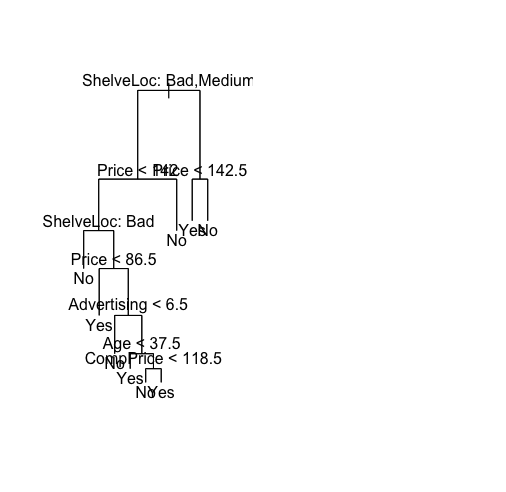 ShelveLoc: Bad,Medium
Price < 142
Price < 142.5
ShelveLoc: Bad
Yes
No
No
Price < 86.5
No
Advertising < 6.5
Yes
Age < 37.5
CompPrice < 118.5
No
Yes
No
Yes